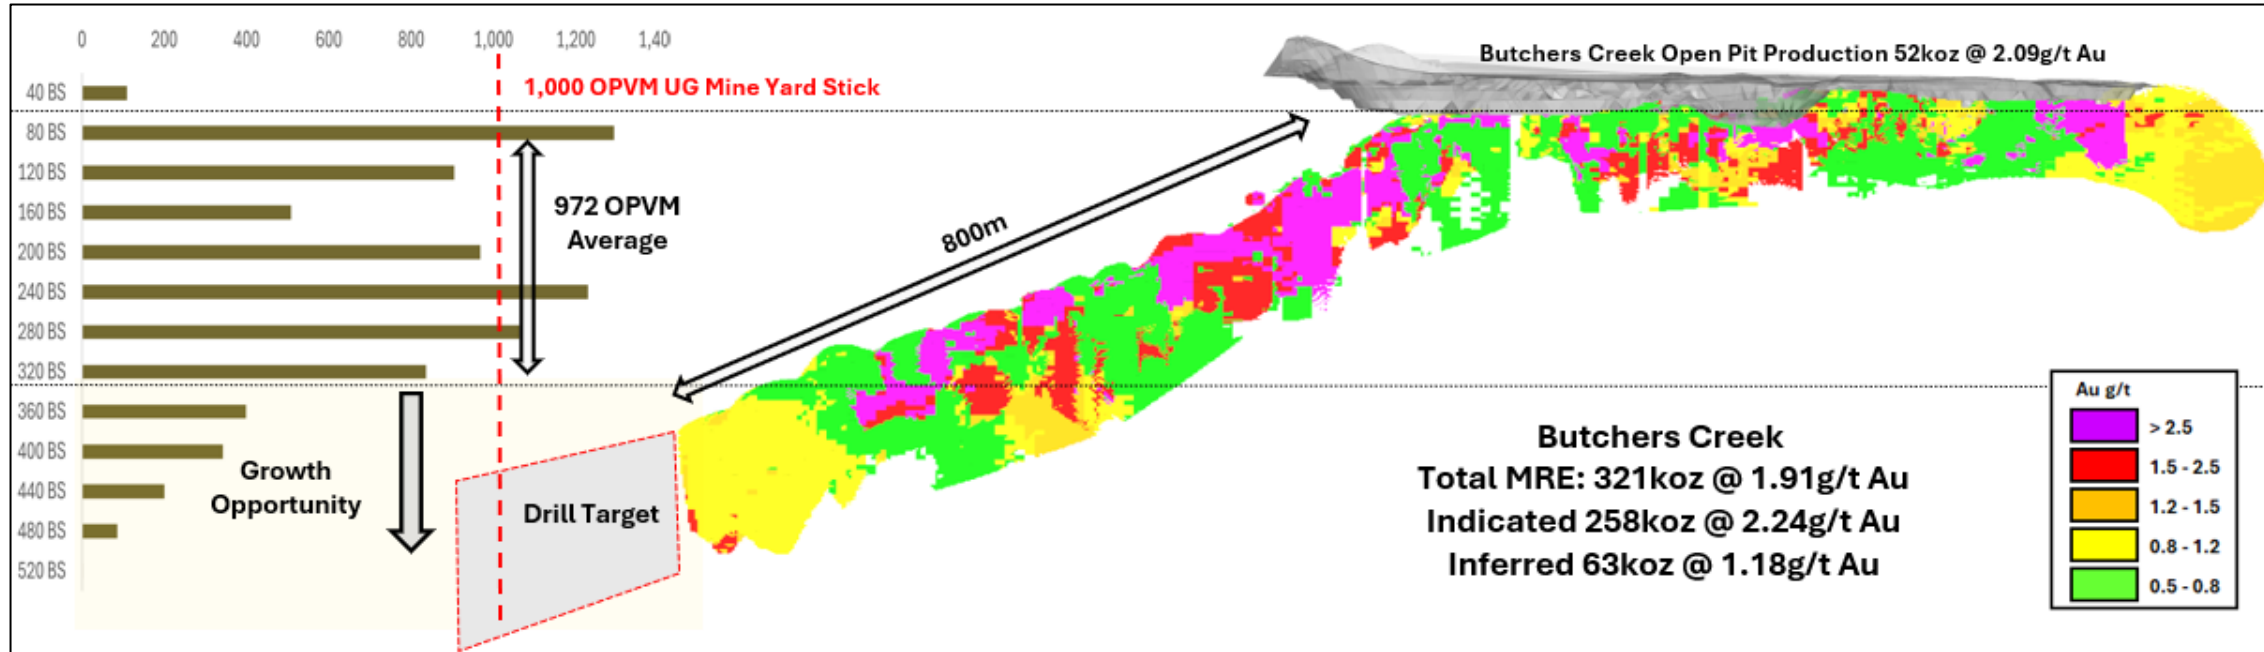 0 200 400 600 800 1,000 1,200 1,40
Butchers Creek Open Pit Production 52koz @ 2.09g/t Au
1,000 OPVM UG Mine Yard Stick
40 BS
80 BS
120 BS
160 BS
200 BS
240 BS
280 BS
320 BS
360 BS
400 BS
440 BS
480 BS
520 BS
972 OPVM
Average
800m
Growth
Opportunity
Drill Target
Butchers Creek
Total MRE: 321koz @ 1.91g/t Au
Indicated 258koz @ 2.24g/t Au
Inferred 63koz @ 1.18g/t Au
Au g/t
> 2.5
1.5 - 2.5
1.2 - 1.5
0.8 - 1.2
0.5 - 0.8